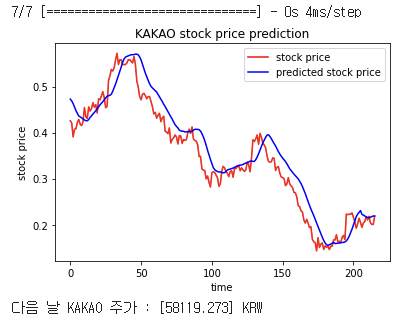 7/7 [==============================] - 0s 4ms/step
KAKAO stock price prediction
stock price
predicted stock price
stock price
0.5
0.4
0.3
0.2
0 50 100 150 200
time
다음 날 KAKAO 주가 : [58119.273] KRW